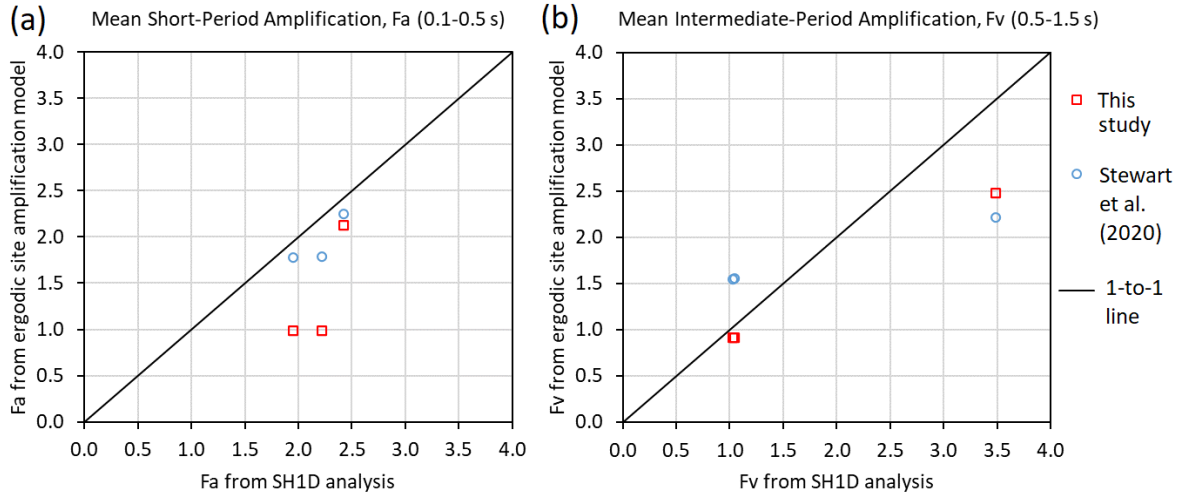 (a)
Mean Short-Period Amplification, Fa (0.1-0.5 s)
Fa from ergodic site amplification model
4.0
3.5
3.0
2.5
2.0
1.5
1.0
0.5
0.0
0.0 0.5 1.0 1.5 2.0 2.5 3.0 3.5 4.0
Fa from SH1D analysis
(b)
Mean Intermediate-Period Amplification, Fv (0.5-1.5 s)
Fv from ergodic site amplification model
4.0
3.5
3.0
2.5
2.0
1.5
1.0
0.5
0.0
0.0 0.5 1.0 1.5 2.0 2.5 3.0 3.5 4.0
Fv from SH1D analysis
This
study
Stewart
et al.
(2020)
1-to-1
line